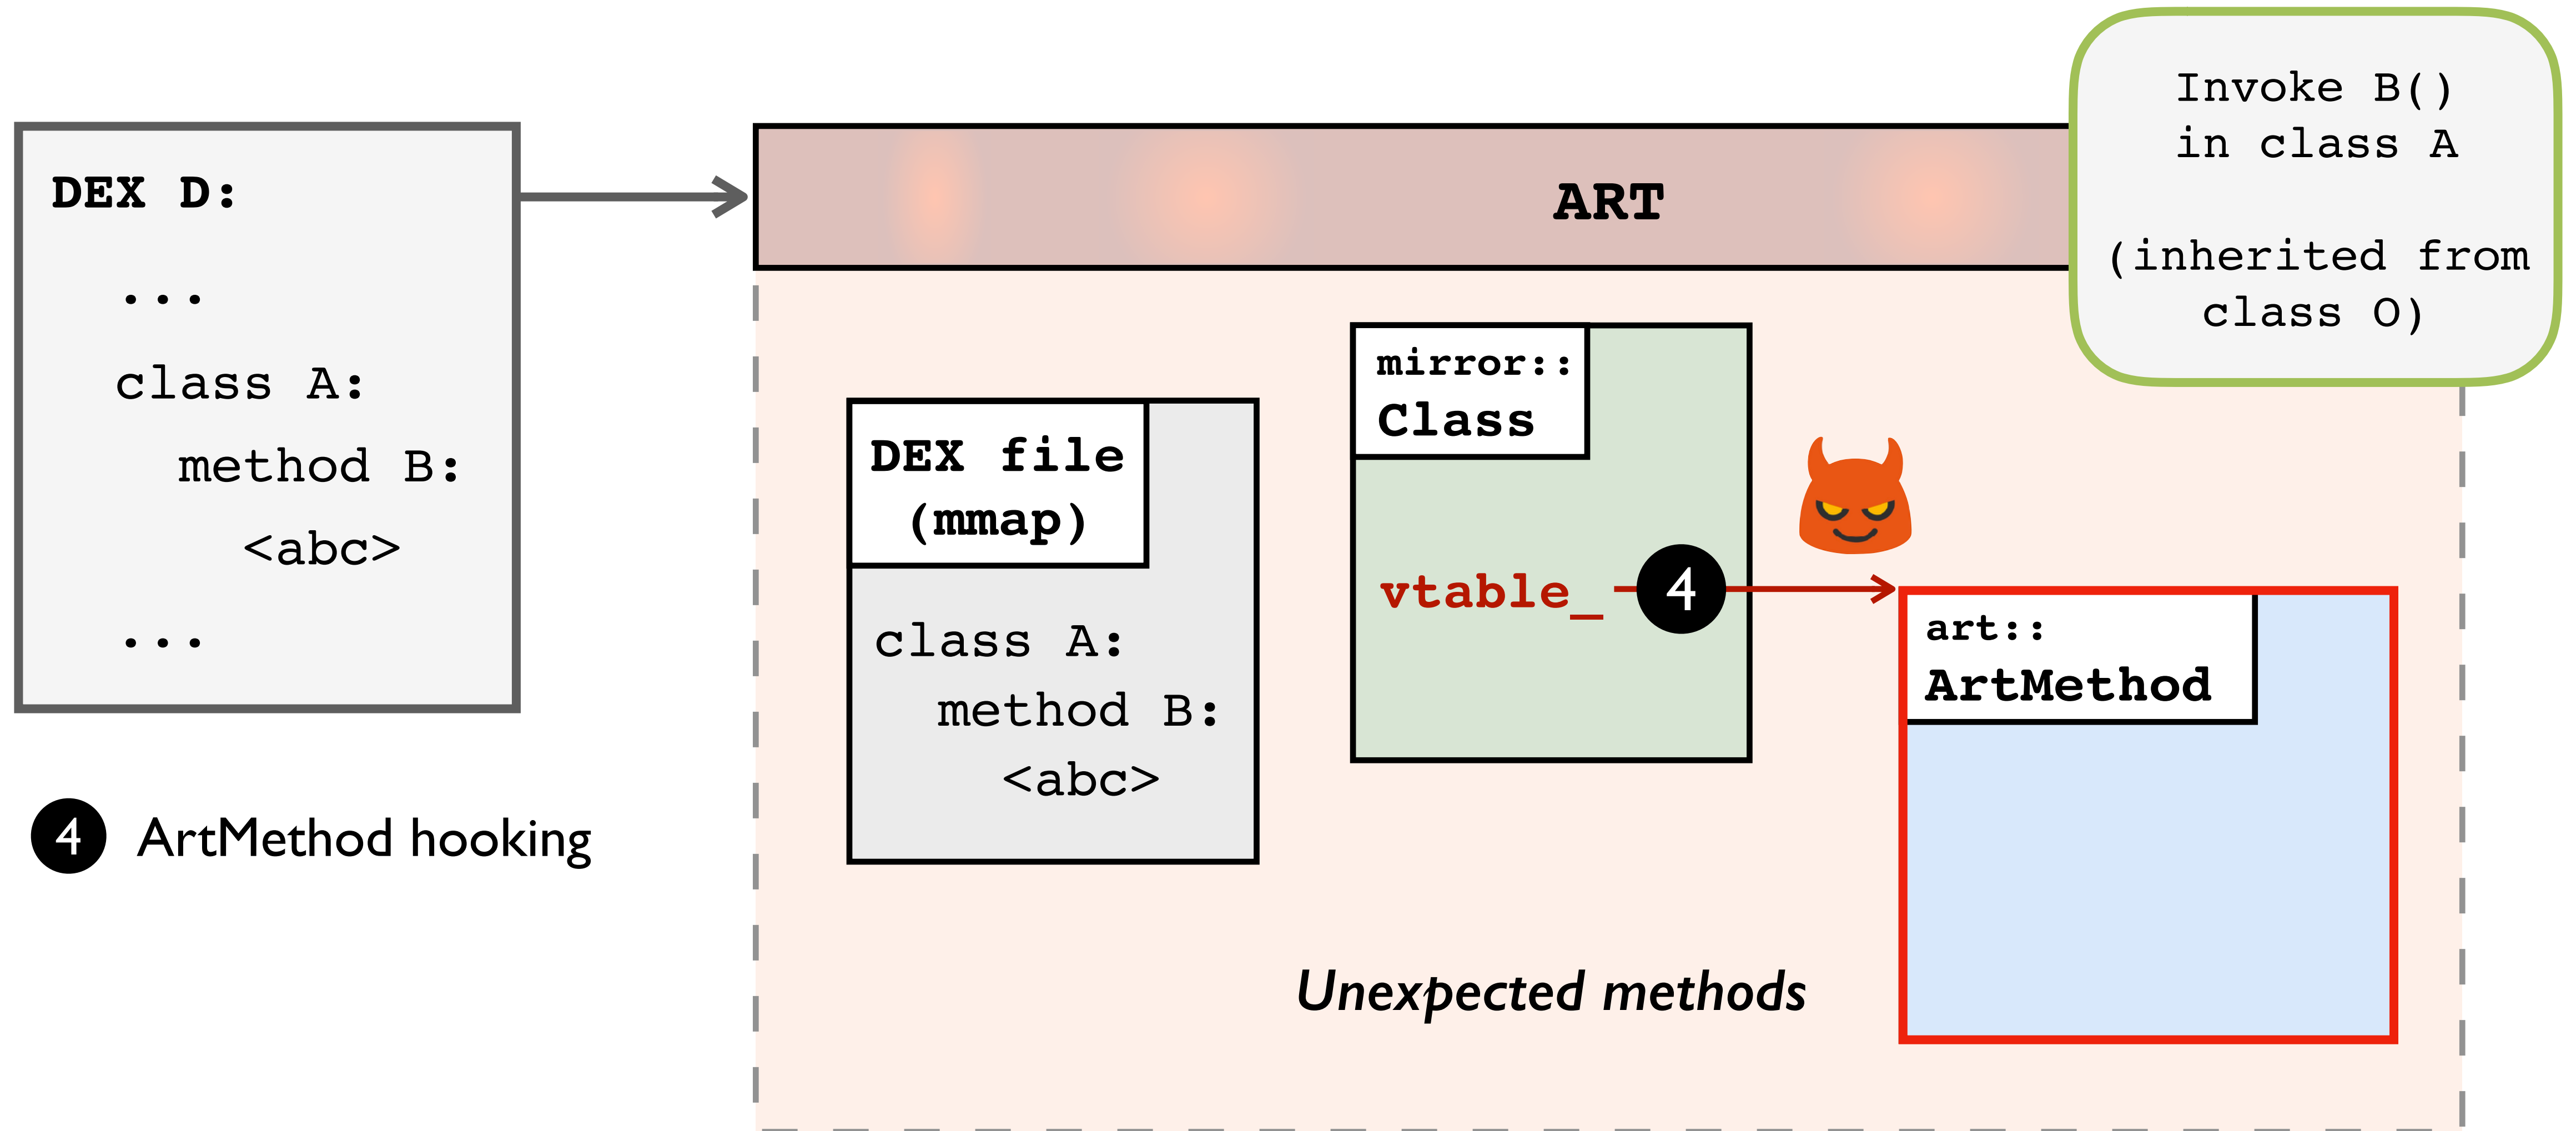 DEX D:
...
class A:
method B:
<abc>
...
4 ArtMethod hooking
ART
Invoke B()
in class A
(inherited from
class O)
DEX file
(mmap)
class A:
method B:
<abc>
mirror::
Class
vtable_
4
art::
ArtMethod
Unexpected methods